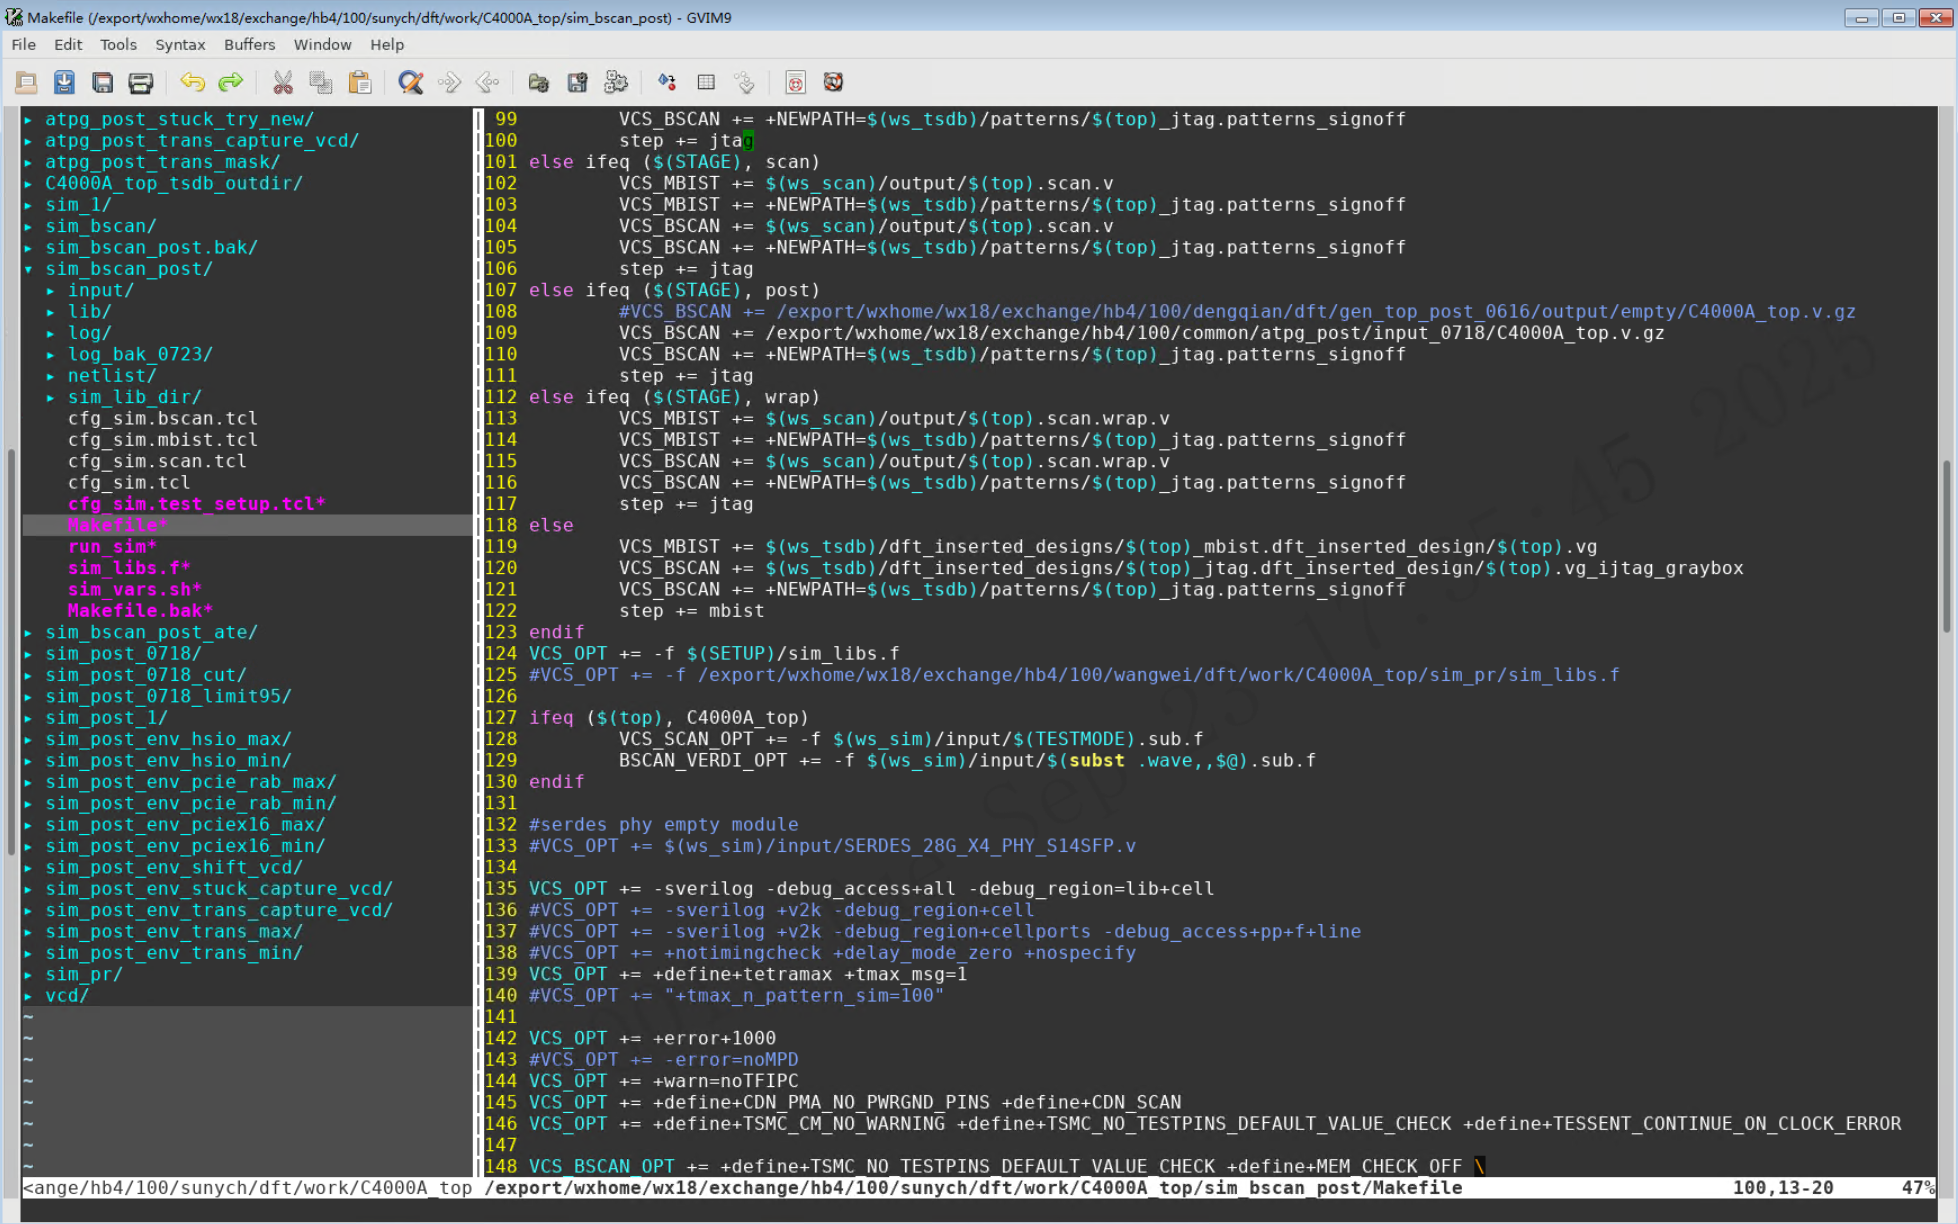 Makefile (/export/wxhome/wx18/exchange/hb4/100/sunych/dft/work/C4000A_top/sim_bscan_post) - GVIM9
File Edit Tools Syntax Buffers Window Help
▸ atpg_post_stuck_try_new/
▸ atpg_post_trans_capture_vcd/
▸ atpg_post_trans_mask/
▸ C4000A_top_tsdb_outdir/
▸ sim_1/
▸ sim_bscan/
▸ sim_bscan_post.bak/
▾ sim_bscan_post/
▸ input/
▸ lib/
▸ log/
▸ log_bak_0723/
▸ netlist/
▸ sim_lib_dir/
cfg_sim.bscan.tcl
cfg_sim.mbist.tcl
cfg_sim.scan.tcl
cfg_sim.tcl
cfg_sim.test_setup.tcl*
Makefile*
run_sim*
sim_libs.f*
sim_vars.sh*
Makefile.bak*
▸ sim_bscan_post_ate/
▸ sim_post_0718/
▸ sim_post_0718_cut/
▸ sim_post_0718_limit95/
▸ sim_post_1/
▸ sim_post_env_hsio_max/
▸ sim_post_env_hsio_min/
▸ sim_post_env_pcie_rab_max/
▸ sim_post_env_pcie_rab_min/
▸ sim_post_env_pciex16_max/
▸ sim_post_env_pciex16_min/
▸ sim_post_env_shift_vcd/
▸ sim_post_env_stuck_capture_vcd/
▸ sim_post_env_trans_capture_vcd/
▸ sim_post_env_trans_max/
▸ sim_post_env_trans_min/
▸ sim_pr/
▸ vcd/
~
~
~
~
~
~
~
~
99 VCS_BSCAN += +NEWPATH=$(ws_tsdb)/patterns/$(top)_jtag.patterns_signoff
100 step += jtag
101 else ifeq ($(STAGE), scan)
102 VCS_MBIST += $(ws_scan)/output/$(top).scan.v
103 VCS_MBIST += +NEWPATH=$(ws_tsdb)/patterns/$(top)_jtag.patterns_signoff
104 VCS_BSCAN += $(ws_scan)/output/$(top).scan.v
105 VCS_BSCAN += +NEWPATH=$(ws_tsdb)/patterns/$(top)_jtag.patterns_signoff
106 step += jtag
107 else ifeq ($(STAGE), post)
108 #VCS_BSCAN += /export/wxhome/wx18/exchange/hb4/100/dengqian/dft/gen_top_post_0616/output/empty/C4000A_top.v.gz
109 VCS_BSCAN += /export/wxhome/wx18/exchange/hb4/100/common/atpg_post/input_0718/C4000A_top.v.gz
110 VCS_BSCAN += +NEWPATH=$(ws_tsdb)/patterns/$(top)_jtag.patterns_signoff
111 step += jtag
112 else ifeq ($(STAGE), wrap)
113 VCS_MBIST += $(ws_scan)/output/$(top).scan.wrap.v
114 VCS_MBIST += +NEWPATH=$(ws_tsdb)/patterns/$(top)_jtag.patterns_signoff
115 VCS_BSCAN += $(ws_scan)/output/$(top).scan.wrap.v
116 VCS_BSCAN += +NEWPATH=$(ws_tsdb)/patterns/$(top)_jtag.patterns_signoff
117 step += jtag
118 else
119 VCS_MBIST += $(ws_tsdb)/dft_inserted_designs/$(top)_mbist.dft_inserted_design/$(top).vg
120 VCS_BSCAN += $(ws_tsdb)/dft_inserted_designs/$(top)_jtag.dft_inserted_design/$(top).vg_ijtag_graybox
121 VCS_BSCAN += +NEWPATH=$(ws_tsdb)/patterns/$(top)_jtag.patterns_signoff
122 step += mbist
123 endif
124 VCS_OPT += -f $(SETUP)/sim_libs.f
125 #VCS_OPT += -f /export/wxhome/wx18/exchange/hb4/100/wangwei/dft/work/C4000A_top/sim_pr/sim_libs.f
126
127 ifeq ($(top), C4000A_top)
128 VCS_SCAN_OPT += -f $(ws_sim)/input/$(TESTMODE).sub.f
129 BSCAN_VERDI_OPT += -f $(ws_sim)/input/$(subst .wave,,$@).sub.f
130 endif
131
132 #serdes phy empty module
133 #VCS_OPT += $(ws_sim)/input/SERDES_28G_X4_PHY_S14SFP.v
134
135 VCS_OPT += -sverilog -debug_access+all -debug_region=lib+cell
136 #VCS_OPT += -sverilog +v2k -debug_region+cell
137 #VCS_OPT += -sverilog +v2k -debug_region+cellports -debug_access+pp+f+line
138 #VCS_OPT += +notimingcheck +delay_mode_zero +nospecify
139 VCS_OPT += +define+tetramax +tmax_msg=1
140 #VCS_OPT += "+tmax_n_pattern_sim=100"
141
142 VCS_OPT += +error+1000
143 #VCS_OPT += -error=noMPD
144 VCS_OPT += +warn=noTFIPC
145 VCS_OPT += +define+CDN_PMA_NO_PWRGND_PINS +define+CDN_SCAN
146 VCS_OPT += +define+TSMC_CM_NO_WARNING +define+TSMC_NO_TESTPINS_DEFAULT_VALUE_CHECK +define+TESSENT_CONTINUE_ON_CLOCK_ERROR
147
148 VCS_BSCAN_OPT += +define+TSMC_NO_TESTPINS_DEFAULT_VALUE_CHECK +define+MEM_CHECK_OFF \
<ange/hb4/100/sunych/dft/work/C4000A_top /export/wxhome/wx18/exchange/hb4/100/sunych/dft/work/C4000A_top/sim_bscan_post/Makefile 100,13-20 47%